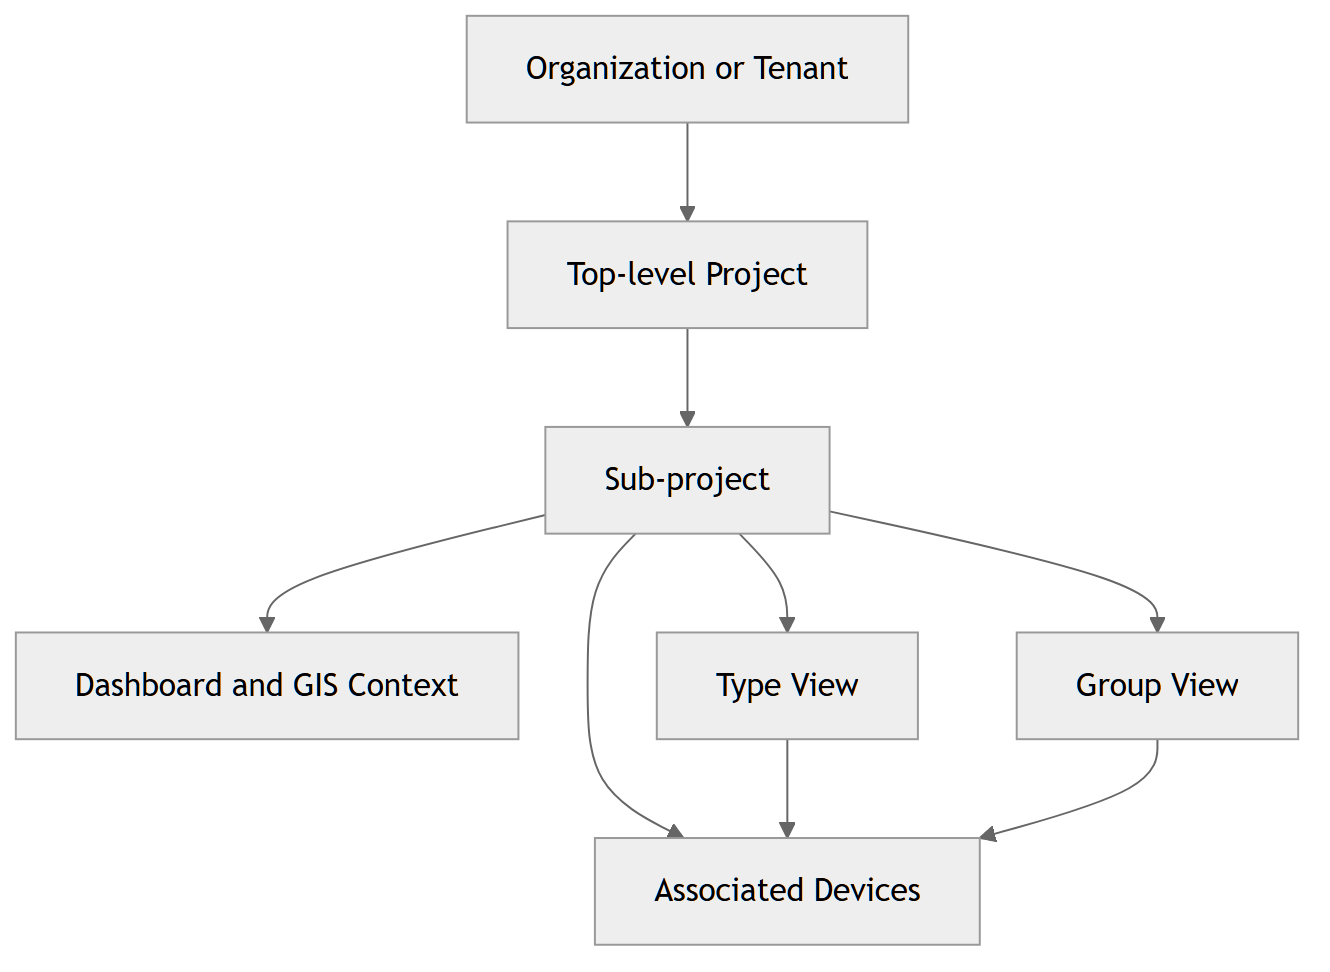 Organization or Tenant
Top-level Project
Sub-project
Dashboard and GIS Context
Type View
Group View
Associated Devices